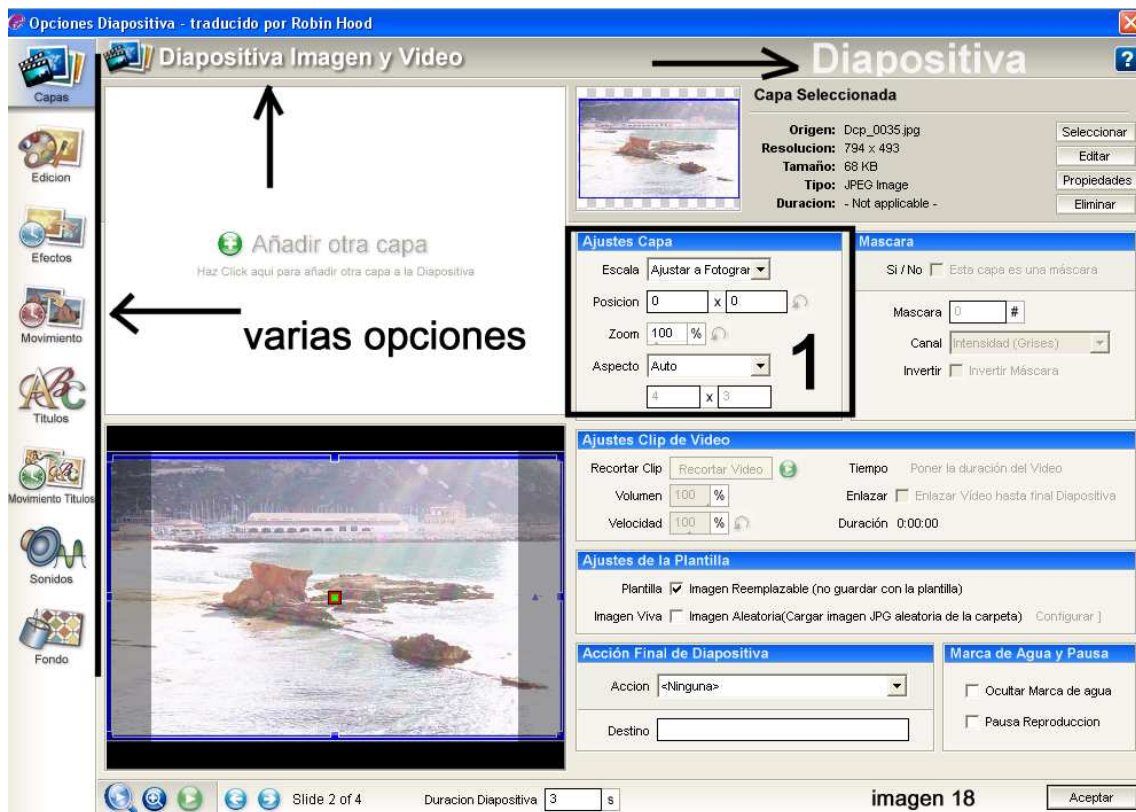 Opciones Diapositiva - traducido por Robin Hood
Capas
Diapositiva Imagen y Video
Diapositiva
?
Edicion
Efectos
Movimiento
Titulos
Movimiento Titulos
Sonidos
Fondo
Añadir otra capa
Haz Click aqui para añadir otra capa a la Diapositiva
varias opciones
Capa Seleccionada
Origen: Dcp_0035.jpg
Resolucion: 794 x 493
Tamaño: 68 KB
Tipo: JPEG Image
Duracion: - Not applicable -
Seleccionar
Editar
Propiedades
Eliminar
Ajustes Capa
Escala Ajustar a Fotograr
Posicion 0 x 0
Zoom 100 %
Aspecto Auto
4 x 3
1
Mascara
Si / No Esta capa es una máscara
Mascara 0 #
Canal Intensidad (Grises)
Invertir Invertir Máscara
Ajustes Clip de Video
Recortar Clip Recortar Video Tiempo Poner la duración del Video
Volumen 100 % Enlazar Enlazar Video hasta final Diapositiva
Velocidad 100 % Duración 0:00:00
Ajustes de la Plantilla
Plantilla Imagen Reemplazable (no guardar con la plantilla)
Imagen Viva Imagen Aleatoria(Cargar imagen JPG aleatoria de la carpeta) Configurar ]
Acción Final de Diapositiva
Accion <Ninguna>
Destino
Marca de Agua y Pausa
Ocultar Marca de agua
Pausa Reproduccion
Slide 2 of 4 Duracion Diapositiva 3 s imagen 18 Aceptar